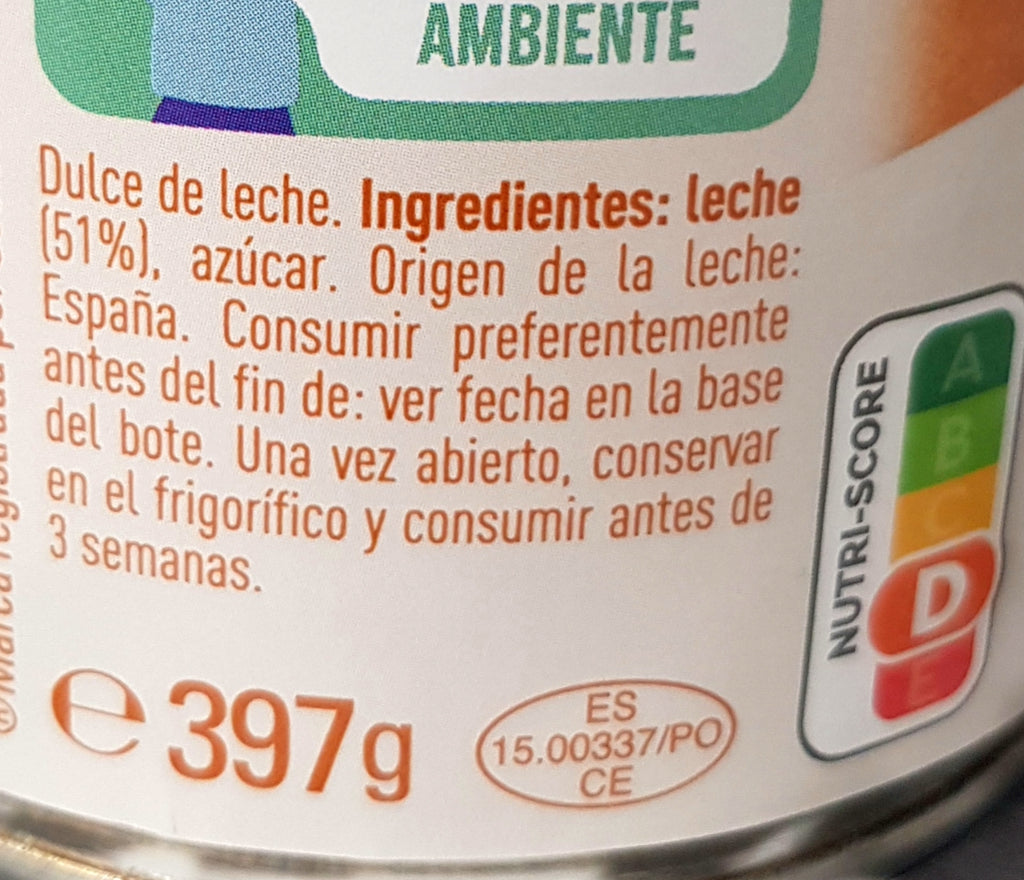 AMBIENTE
Dulce de leche. Ingredientes: leche
(51%), azúcar. Origen de la leche:
España. Consumir preferentemente
antes del fin de: ver fecha en la base
del bote. Una vez abierto, conservar
en el frigorífico y consumir antes de
3 semanas.
℮ 397g
ES
15.00337/PO
CE
NUTRI-SCORE
A
B
C
D
E